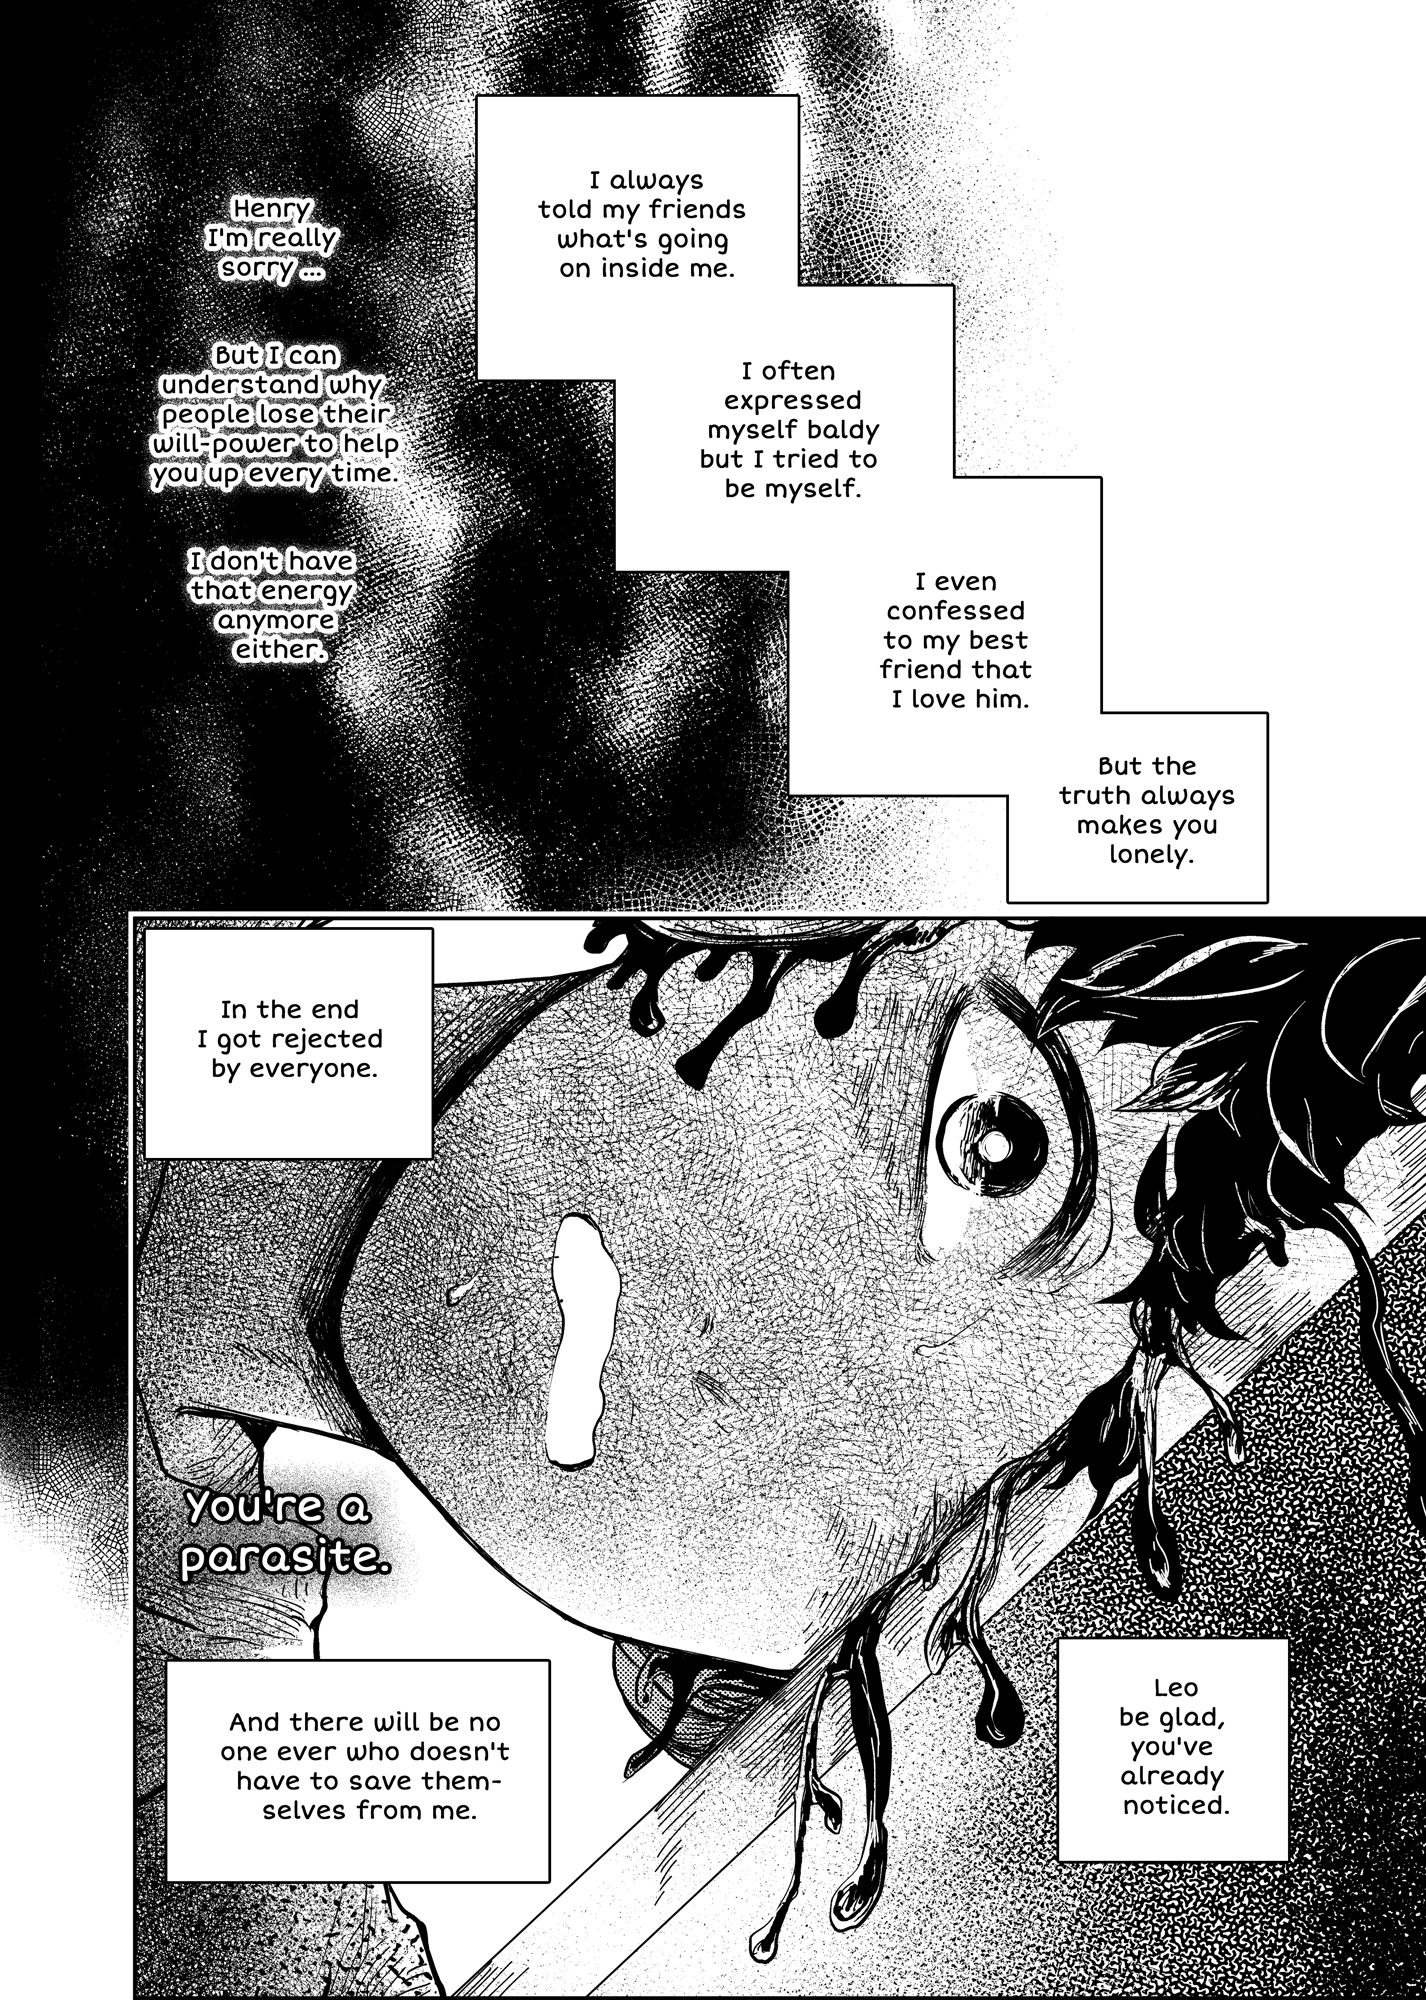 Henry
I'm really
sorry ...
But I can
understand why
people lose their
will-power to help
you up every time.
I don't have
that energy
anymore
either.
I always
told my friends
what's going
on inside me.
I often
expressed
myself baldy
but I tried to
be myself.
I even
confessed
to my best
friend that
I love him.
But the
truth always
makes you
lonely.
In the end
I got rejected
by everyone.
You're a
parasite.
And there will be no
one ever who doesn't
have to save them-
selves from me.
Leo
be glad,
you've
already
noticed.